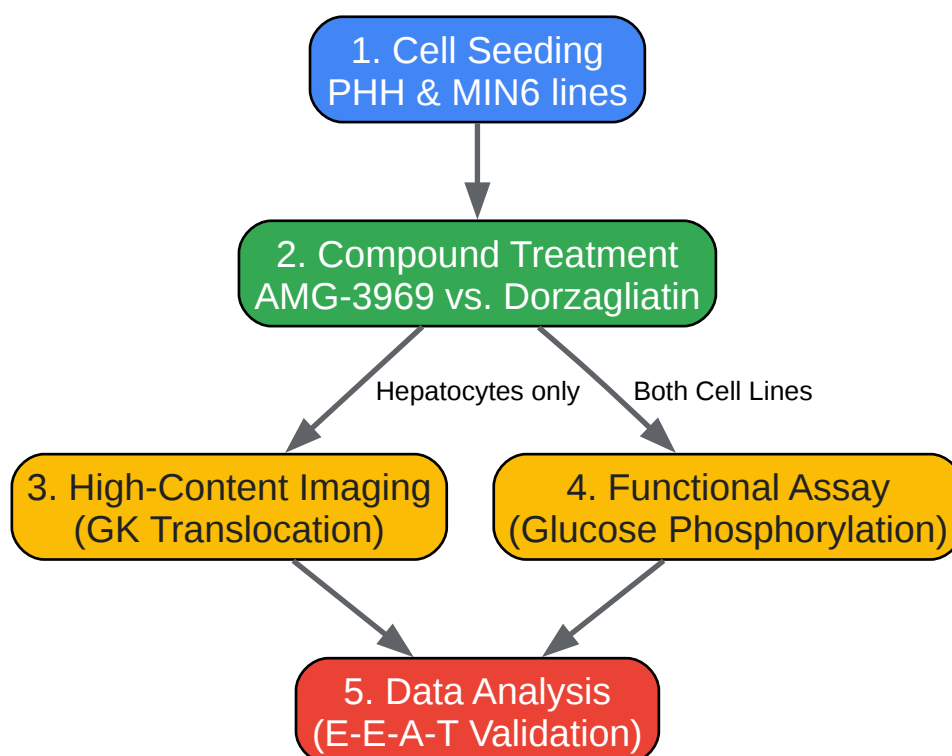 1. Cell Seeding
PHH & MIN6 lines
2. Compound Treatment
AMG-3969 vs. Dorzagliatin
Hepatocytes only
Both Cell Lines
3. High-Content Imaging
(GK Translocation)
4. Functional Assay
(Glucose Phosphorylation)
5. Data Analysis
(E-E-A-T Validation)